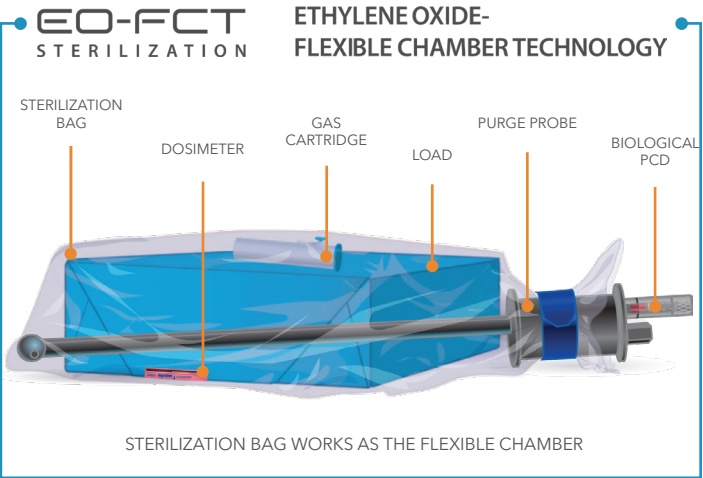 EO-FCT
STERILIZATION
ETHYLENE OXIDE-
FLEXIBLE CHAMBER TECHNOLOGY
STERILIZATION
BAG
DOSIMETER
GAS
CARTRIDGE
LOAD
PURGE PROBE
BIOLOGICAL
PCD
STERILIZATION BAG WORKS AS THE FLEXIBLE CHAMBER